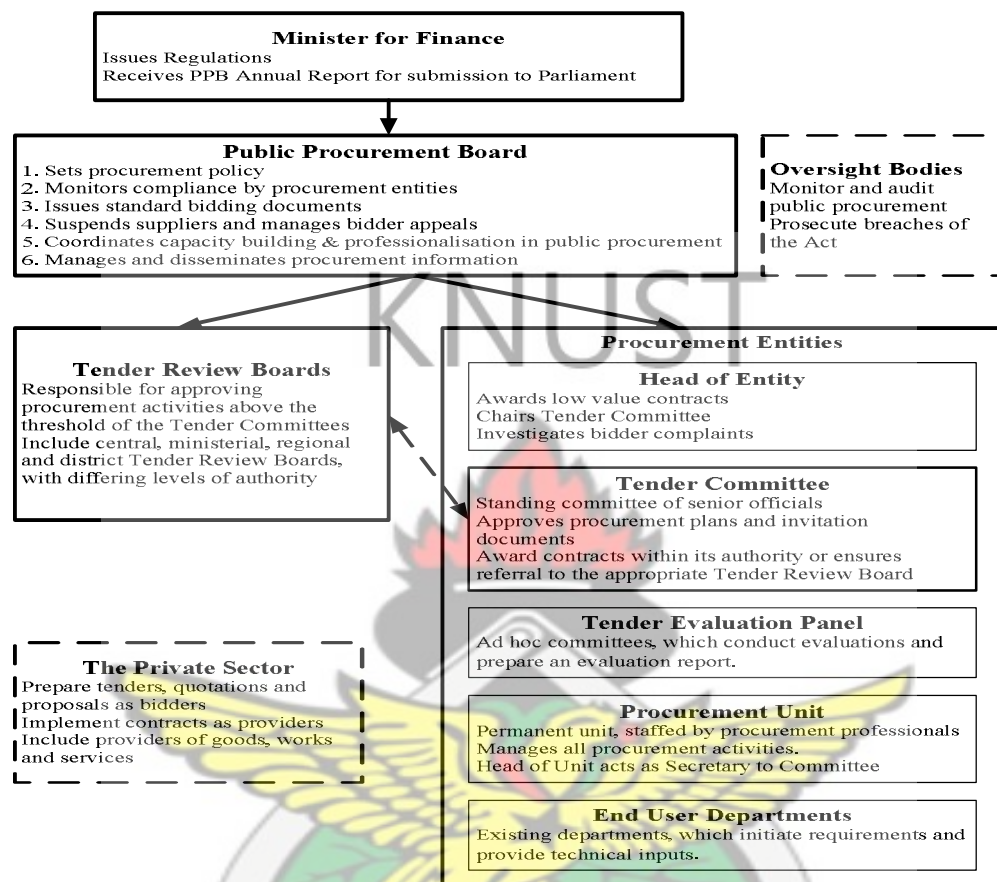 Minister for Finance
Issues Regulations
Receives PPB Annual Report for submission to Parliament
Public Procurement Board
1. Sets procurement policy
2. Monitors compliance by procurement entities
3. Issues standard bidding documents
4. Suspends suppliers and manages bidder appeals
5. Coordinates capacity building & professionalisation in public procurement
6. Manages and disseminates procurement information
Oversight Bodies
Monitor and audit
public procurement
Prosecute breaches of
the Act
KNUST
Tender Review Boards
Responsible for approving
procurement activities above the
threshold of the Tender Committees
Include central, ministerial, regional
and district Tender Review Boards,
with differing levels of authority
Procurement Entities
Head of Entity
Awards low value contracts
Chairs Tender Committee
Investigates bidder complaints
Tender Committee
Standing committee of senior officials
Approves procurement plans and invitation
documents
Award contracts within its authority or ensures
referral to the appropriate Tender Review Board
Tender Evaluation Panel
Ad hoc committees, which conduct evaluations and
prepare an evaluation report.
The Private Sector
Prepare tenders, quotations and
proposals as bidders
Implement contracts as providers
Include providers of goods, works
and services
Procurement Unit
Permanent unit, staffed by procurement professionals
Manages all procurement activities.
Head of Unit acts as Secretary to Committee
End User Departments
Existing departments, which initiate requirements and
provide technical inputs.